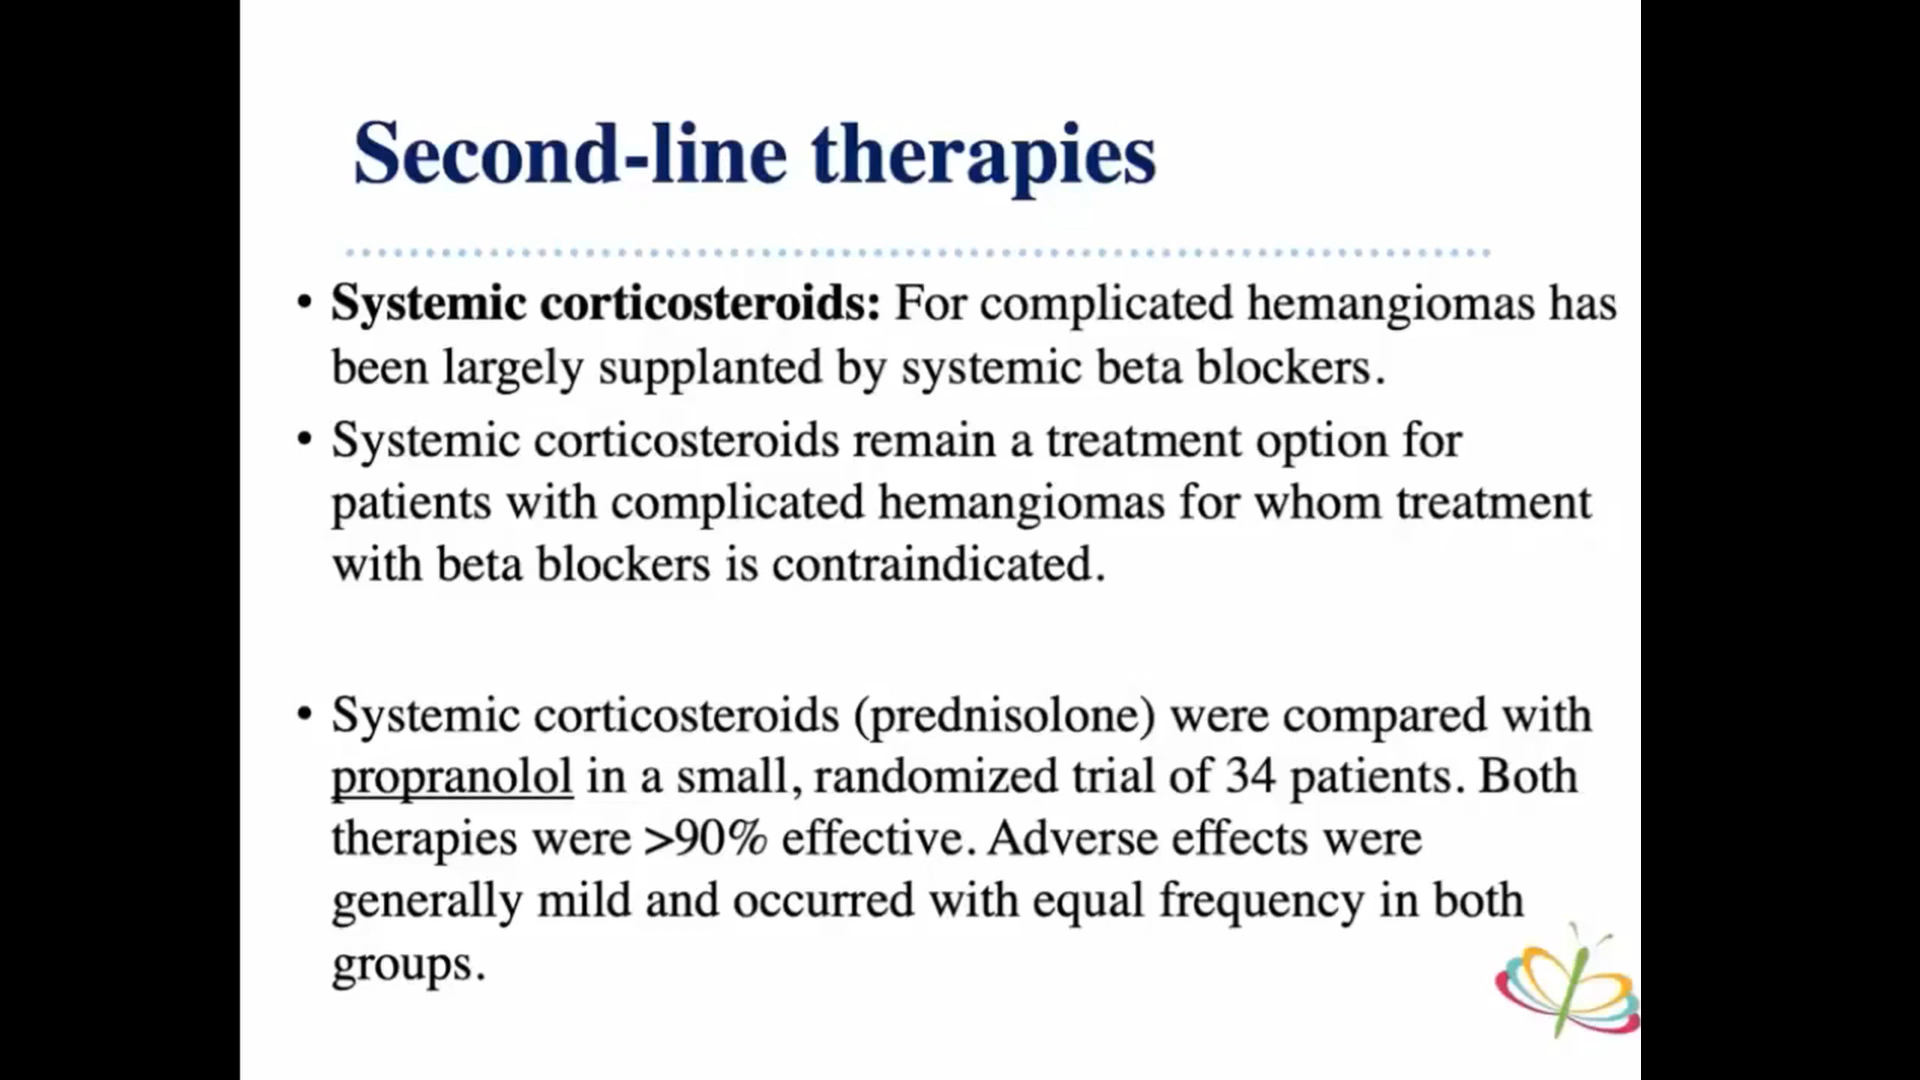 Second-line therapies
• Systemic corticosteroids: For complicated hemangiomas has
been largely supplanted by systemic beta blockers.
• Systemic corticosteroids remain a treatment option for
patients with complicated hemangiomas for whom treatment
with beta blockers is contraindicated.
• Systemic corticosteroids (prednisolone) were compared with
propranolol in a small, randomized trial of 34 patients. Both
therapies were >90% effective. Adverse effects were
generally mild and occurred with equal frequency in both
groups.